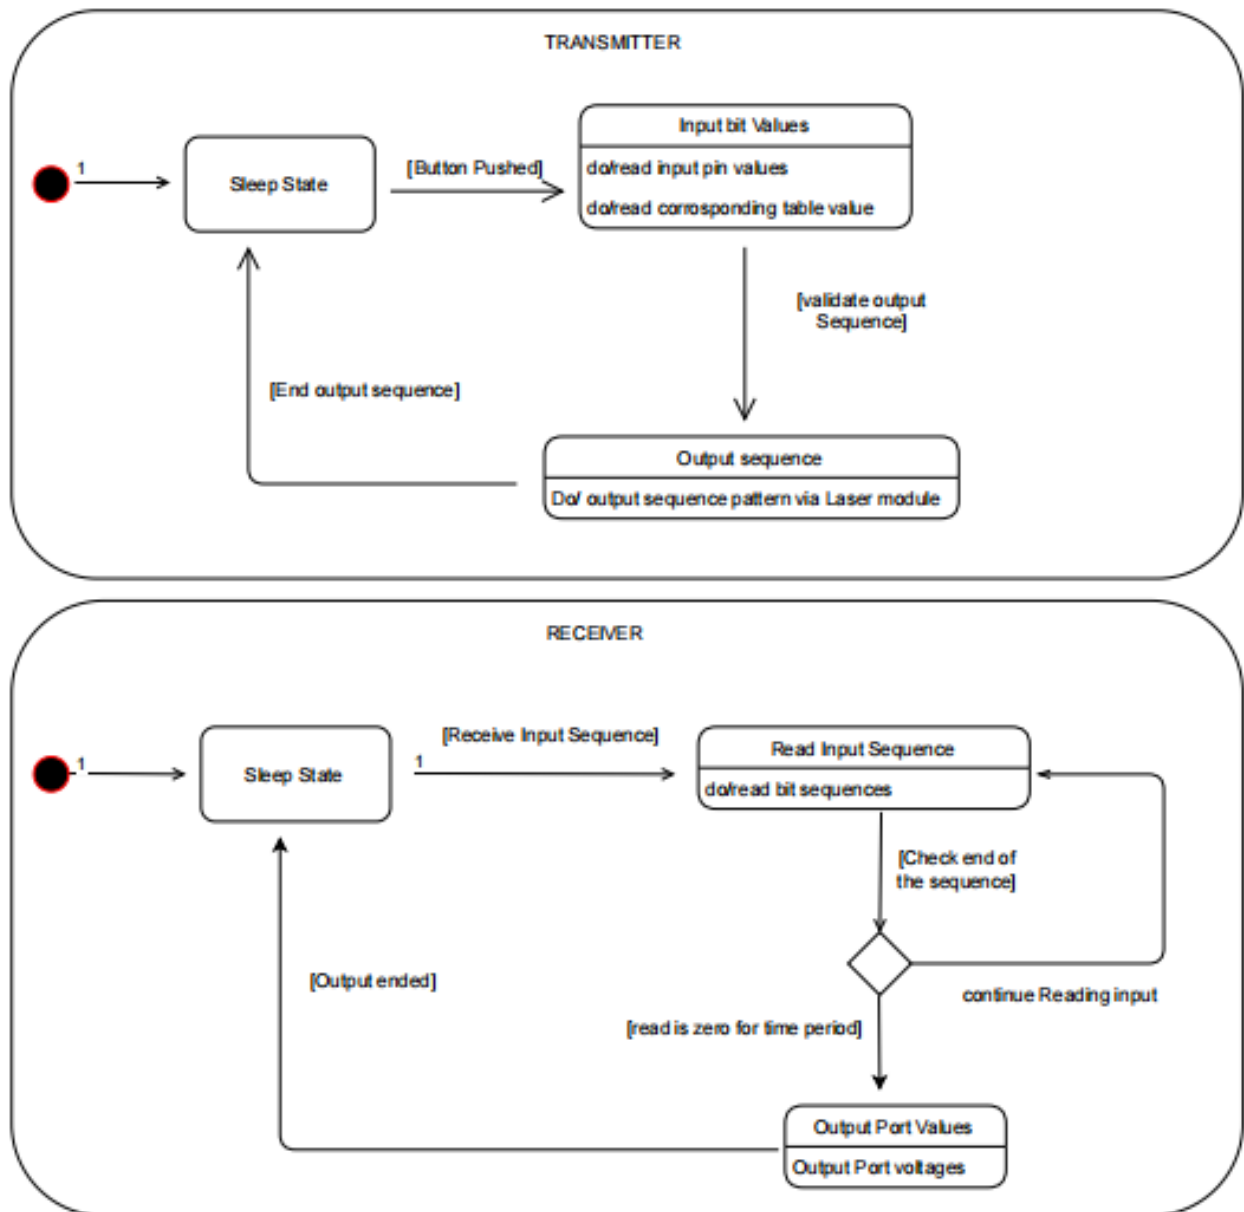 TRANSMITTER
1
Sleep State
[Button Pushed]
Input bit Values
do/read input pin values
do/read corrosponding table value
[validate output
Sequence]
[End output sequence]
Output sequence
Do/ output sequence pattern via Laser module
RECEIVER
1
Sleep State
[Receive Input Sequence]
1
Read Input Sequence
do/read bit sequences
[Check end of
the sequence]
[Output ended]
continue Reading input
[read is zero for time period]
Output Port Values
Output Port voltages